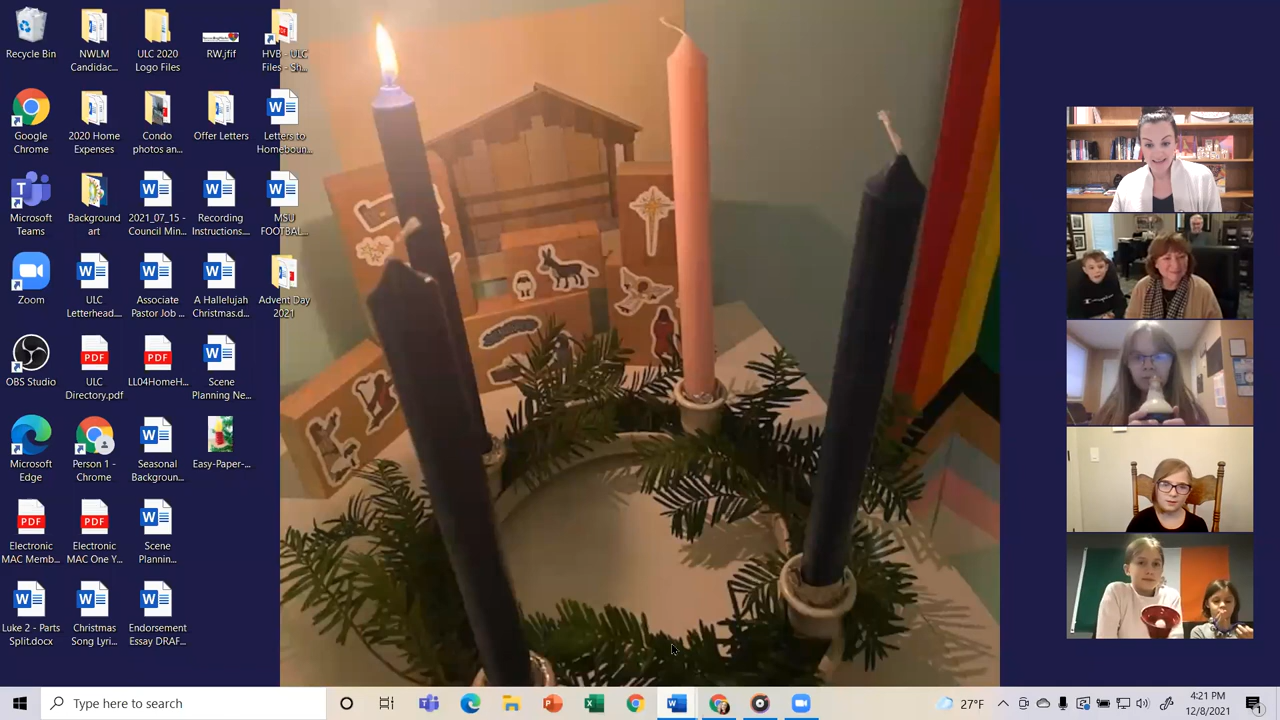 Recycle Bin
NWLM
Candidac...
ULC 2020
Logo Files
RW.jfif
HVB - ULC
Files - Sh...
Google
Chrome
2020 Home
Expenses
Condo
photos an...
Offer Letters
Letters to
Homeboun...
Microsoft
Teams
Background
art
2021_07_15 -
Council Min...
Recording
Instructions....
MSU
FOOTBAL...
Zoom
ULC
Letterhead....
Associate
Pastor Job ...
A Hallelujah
Christmas.d...
Advent Day
2021
OBS Studio
ULC
Directory.pdf
LL04HomeH...
Scene
Planning Ne...
Microsoft
Edge
Person 1 -
Chrome
Seasonal
Backgroun...
Easy-Paper-...
Electronic
MAC Memb...
Electronic
MAC One Y...
Scene
Plannin...
Luke 2 - Parts
Split.docx
Christmas
Song Lyri...
Endorsement
Essay DRAF...
Type here to search
27°F
4:21 PM
12/8/2021